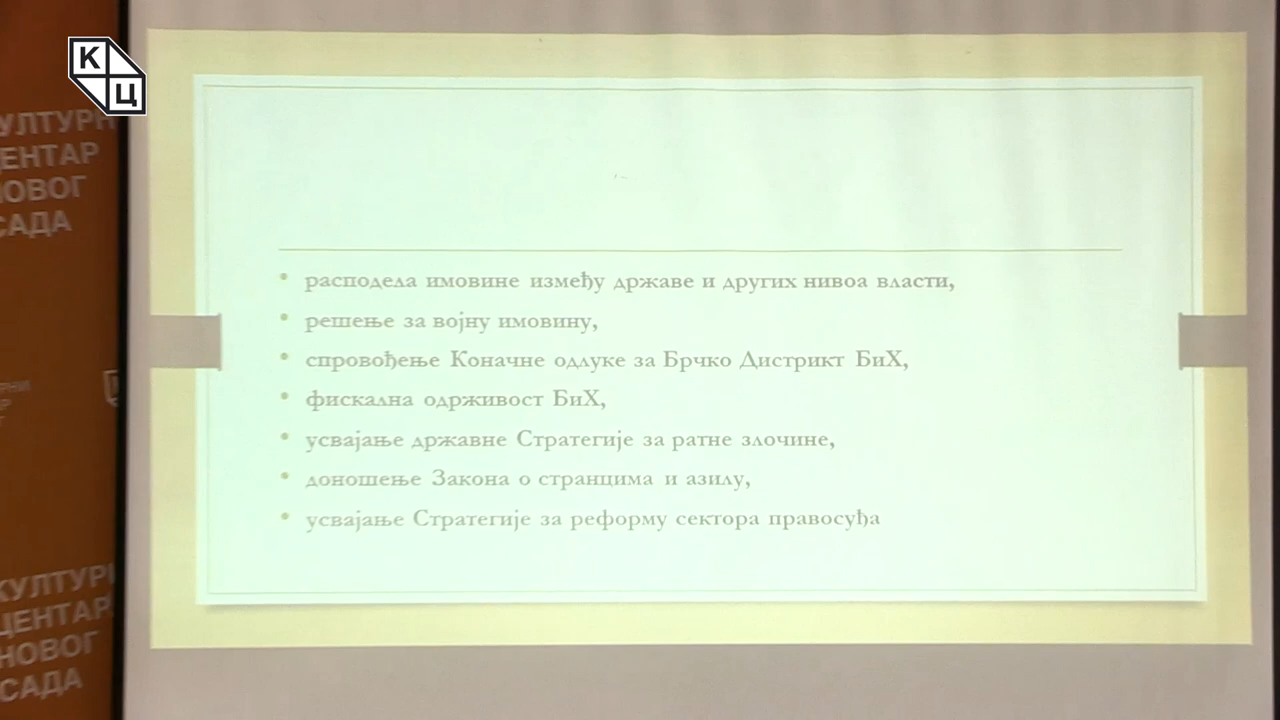 К
Ц
КУЛТУРН
ЦЕНТАР
НОВОГ
САДА
• расподела имовине између државе и других нивоа власти,
• решење за војну имовину,
• спровођење Коначне одлуке за Брчко Дистрикт БиХ,
• фискална одрживост БиХ,
• усвајање државне Стратегије за ратне злочине,
• доношење Закона о странцима и азилу,
• усвајање Стратегије за реформу сектора правосуђа
КУЛТУРН
ЦЕНТАР
НОВОГ
САДА